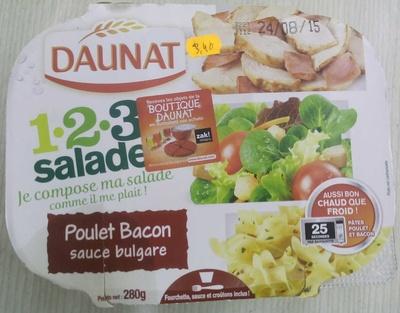 DAUNAT
24/08/15
3,40
1·2·3
salade
Je compose ma salade
comme il me plaît !
Recevez les objets de la
BOUTIQUE
DAUNAT
zak!
AUSSI BON
CHAUD QUE
FROID !
25
SECONDES
PÂTES
POULET
ET BACON
Poulet Bacon
sauce bulgare
Poids net : 280g
Fourchette, sauce et croûtons inclus !